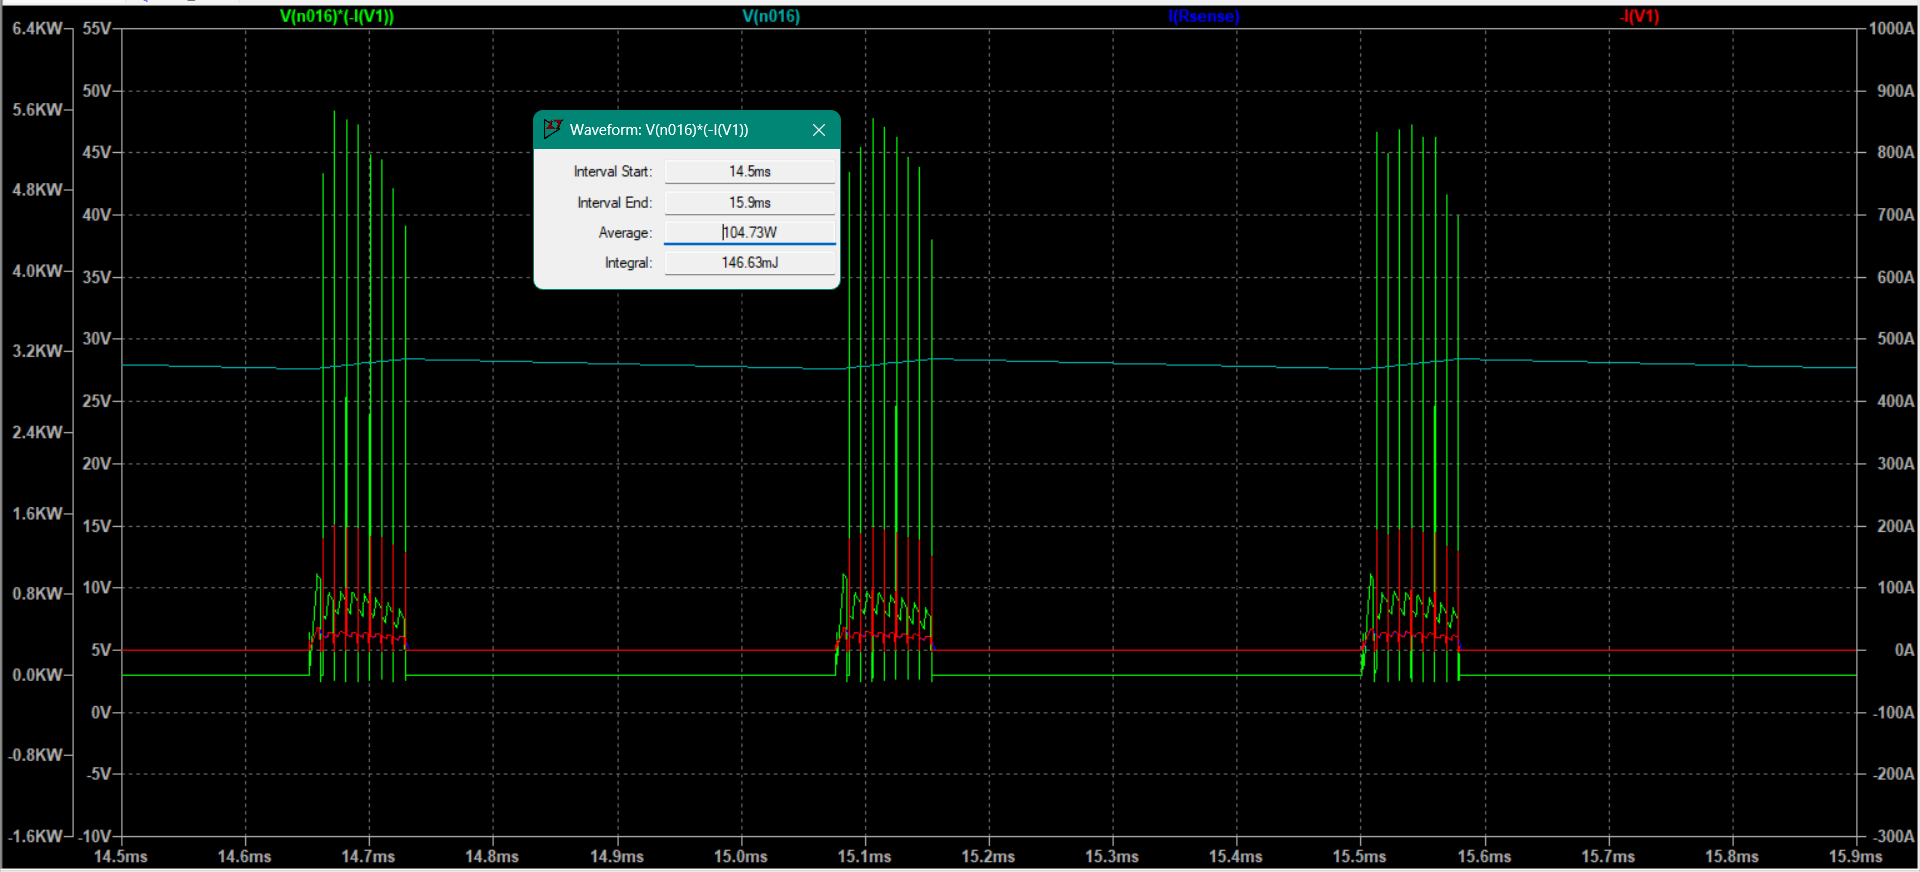 V(n016)*(-I(V1)) V(n016) I(Rsense) -I(V1)
6.4KW 55V 1000A
50V 900A
5.6KW
45V 800A
4.8KW
40V 700A
4.0KW
35V 600A
3.2KW
30V 500A
25V 400A
2.4KW
20V 300A
1.6KW
15V 200A
0.8KW
10V 100A
5V 0A
0.0KW
0V -100A
-0.8KW
-5V -200A
-1.6KW -10V -300A
14.5ms 14.6ms 14.7ms 14.8ms 14.9ms 15.0ms 15.1ms 15.2ms 15.3ms 15.4ms 15.5ms 15.6ms 15.7ms 15.8ms 15.9ms
Waveform: V(n016)*(-I(V1))
Interval Start: 14.5ms
Interval End: 15.9ms
Average: 104.73W
Integral: 146.63mJ